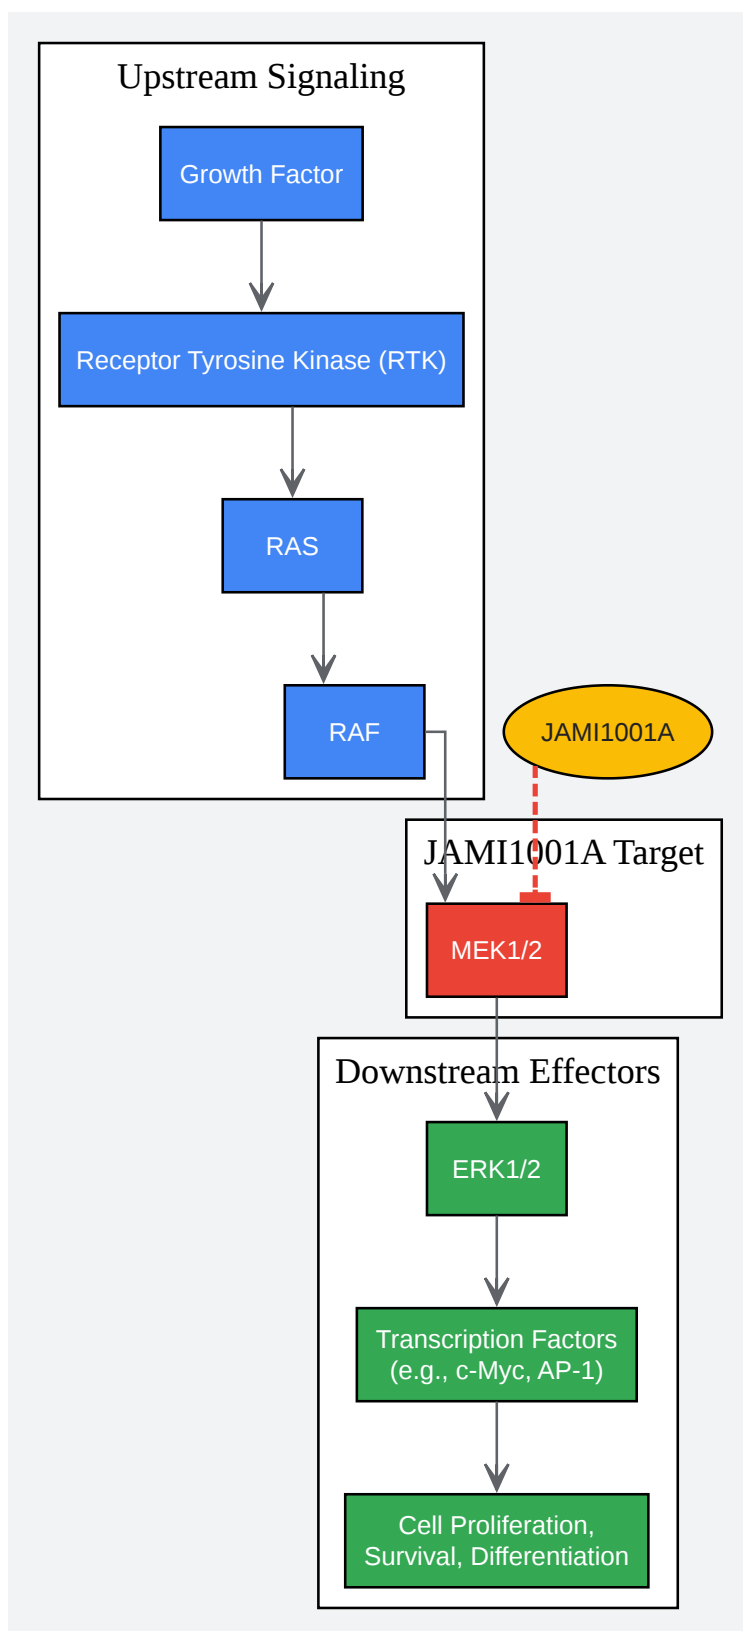 Upstream Signaling
Growth Factor
Receptor Tyrosine Kinase (RTK)
RAS
RAF
JAMI1001A
JAMI1001A Target
MEK1/2
Downstream Effectors
ERK1/2
Transcription Factors
(e.g., c-Myc, AP-1)
Cell Proliferation,
Survival, Differentiation